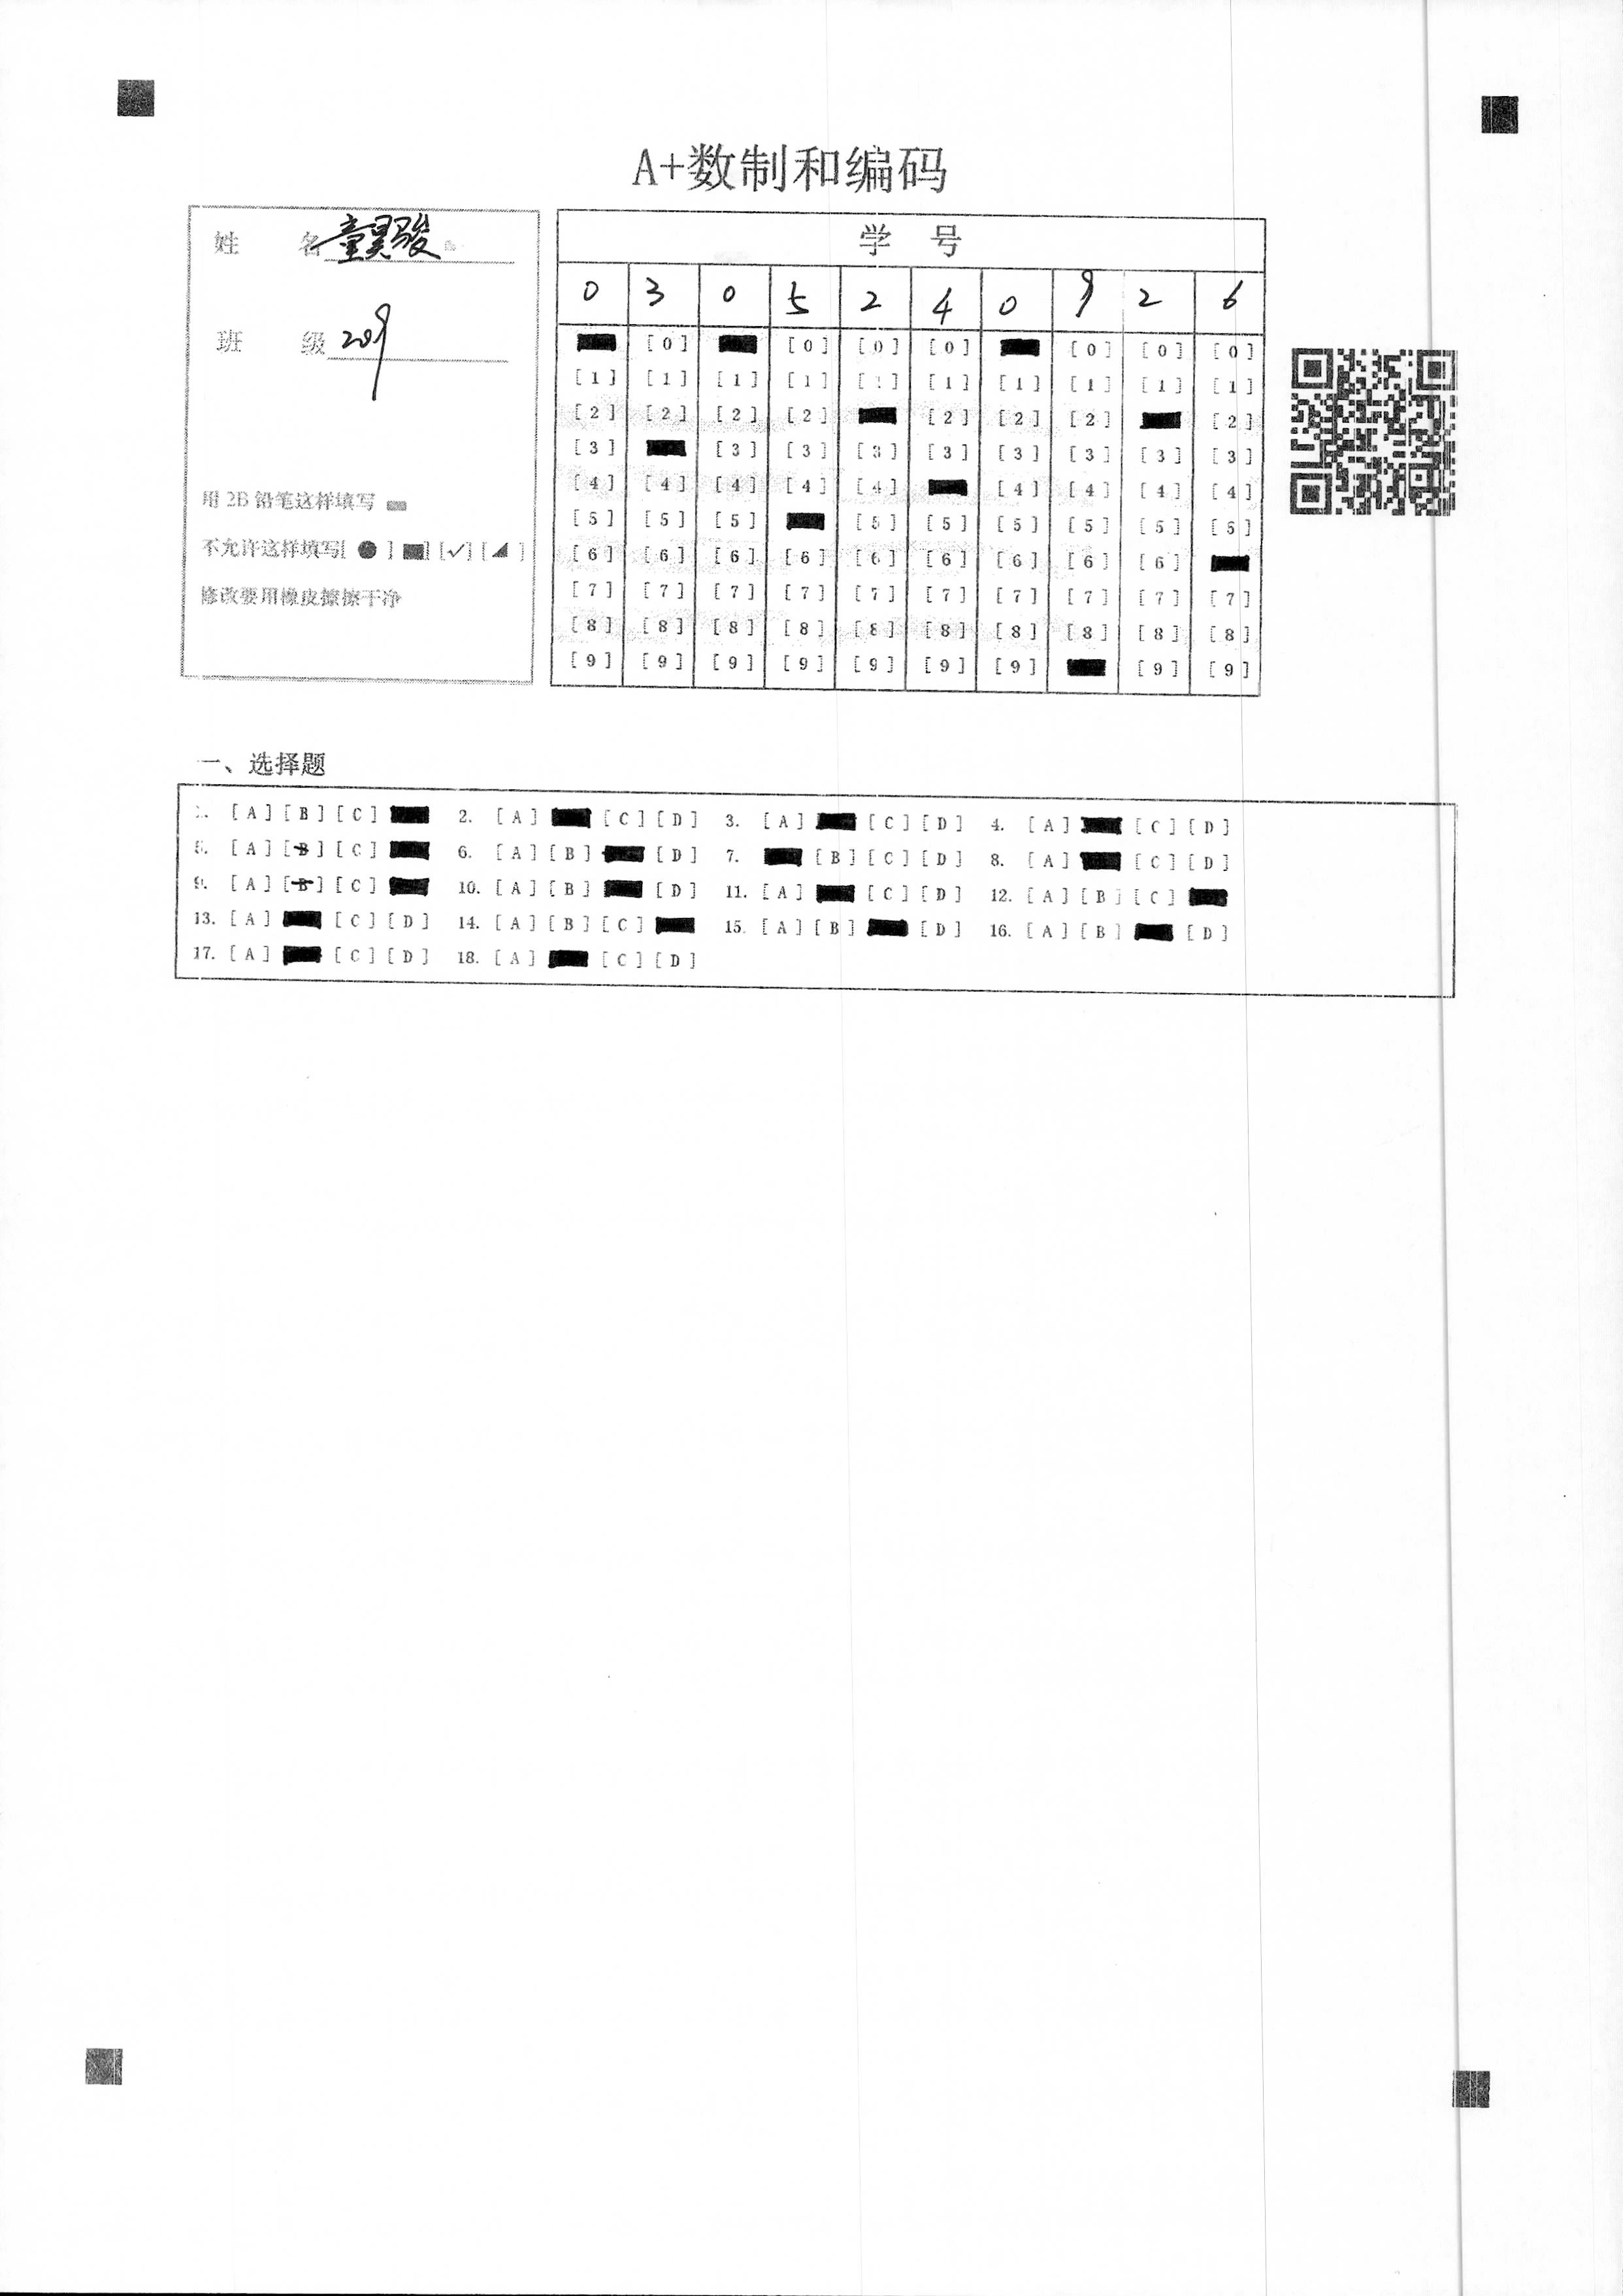 A+数制和编码
姓 名 童昊骏
班 级 209
用 2B 铅笔这样填写
不允许这样填写[ ● ] [■] [✓] [◢ ]
修改要用橡皮擦擦干净
学 号
0 3 0 5 2 4 0 9 2 6
[0] [0] [0] [0] [0] [0] [0]
[1] [1] [1] [1] [1] [1] [1] [1] [1] [1]
[2] [2] [2] [2] [2] [2] [2] [2]
[3] [3] [3] [3] [3] [3] [3] [3] [3]
[4] [4] [4] [4] [4] [4] [4] [4] [4]
[5] [5] [5] [5] [5] [5] [5] [5] [5]
[6] [6] [6] [6] [6] [6] [6] [6] [6]
[7] [7] [7] [7] [7] [7] [7] [7] [7] [7]
[8] [8] [8] [8] [8] [8] [8] [8] [8] [8]
[9] [9] [9] [9] [9] [9] [9] [9] [9]
一、选择题
1. [A] [B] [C] 2. [A] [C] [D] 3. [A] [C] [D] 4. [A] [C] [D]
5. [A] [B] [C] 6. [A] [B] [D] 7. [B] [C] [D] 8. [A] [C] [D]
9. [A] [B] [C] 10. [A] [B] [D] 11. [A] [C] [D] 12. [A] [B] [C]
13. [A] [C] [D] 14. [A] [B] [C] 15. [A] [B] [D] 16. [A] [B] [D]
17. [A] [C] [D] 18. [A] [C] [D]